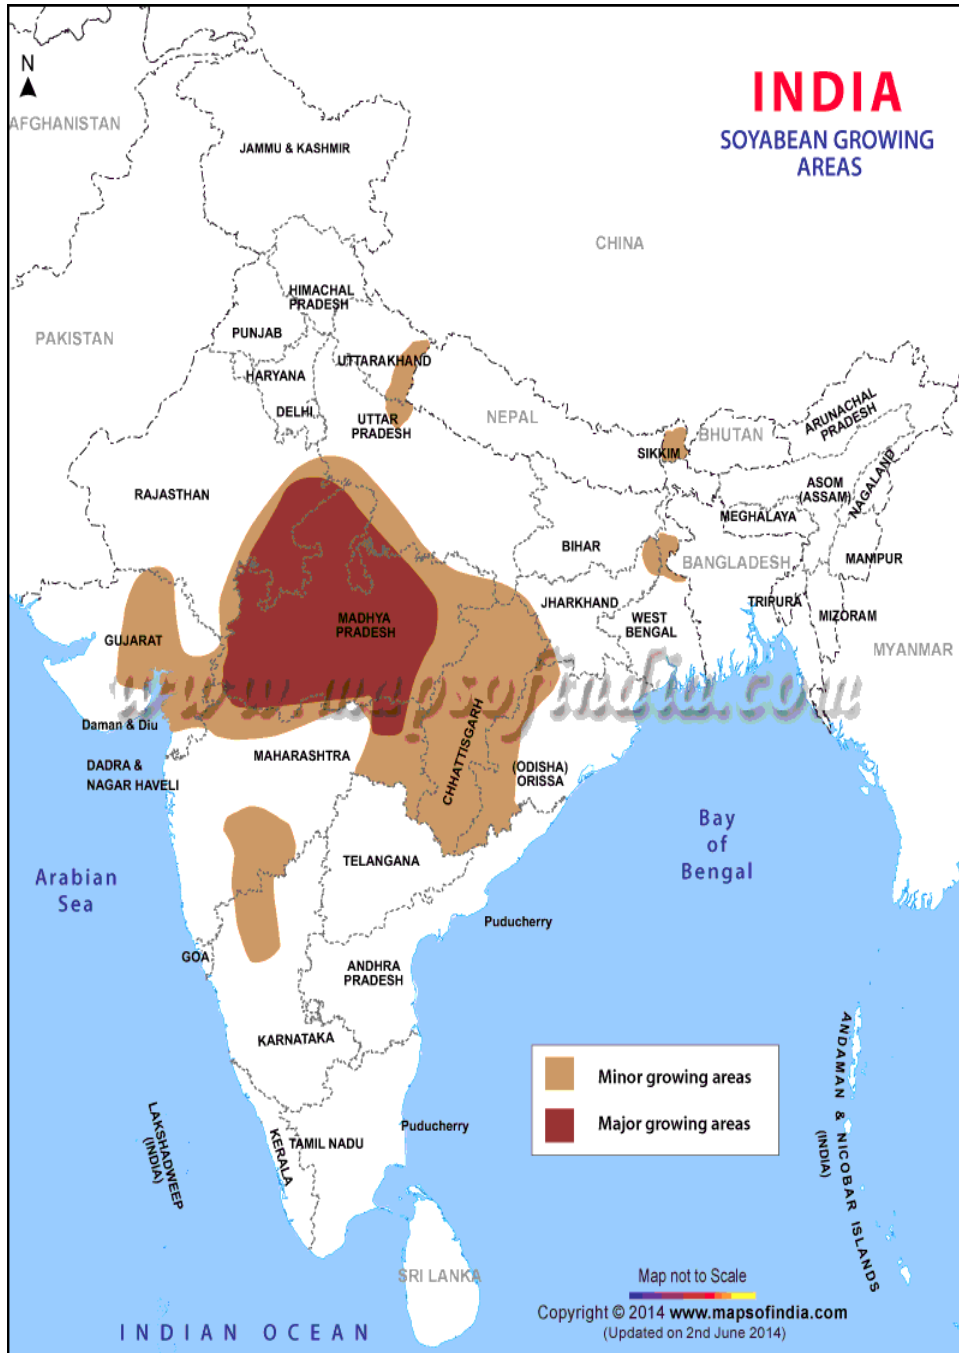 N
INDIA
SOYABEAN GROWING
AREAS
AFGHANISTAN
JAMMU & KASHMIR
CHINA
HIMACHAL
PRADESH
PAKISTAN
PUNJAB
UTTARAKHAND
HARYANA
DELHI
UTTAR
PRADESH
NEPAL
BHUTAN
ARUNACHAL
PRADESH
SIKKIM
RAJASTHAN
ASOM
(ASSAM)
NAGALAND
MEGHALAYA
BIHAR
BANGLADESH
MANIPUR
JHARKHAND
TRIPURA
MIZORAM
MADHYA
PRADESH
WEST
BENGAL
GUJARAT
MYANMAR
www.mapsofindia.com
Daman & Diu
MAHARASHTRA
CHHATTISGARH
DADRA &
NAGAR HAVELI
(ODISHA)
ORISSA
Bay
of
Bengal
TELANGANA
Arabian
Sea
Puducherry
GOA
ANDHRA
PRADESH
KARNATAKA
Minor growing areas
Major growing areas
ANDAMAN & NICOBAR ISLANDS
(INDIA)
LAKSHADWEEP
(INDIA)
KERALA
TAMIL NADU
Puducherry
SRI LANKA
Map not to Scale
Copyright © 2014 www.mapsofindia.com
(Updated on 2nd June 2014)
INDIAN OCEAN